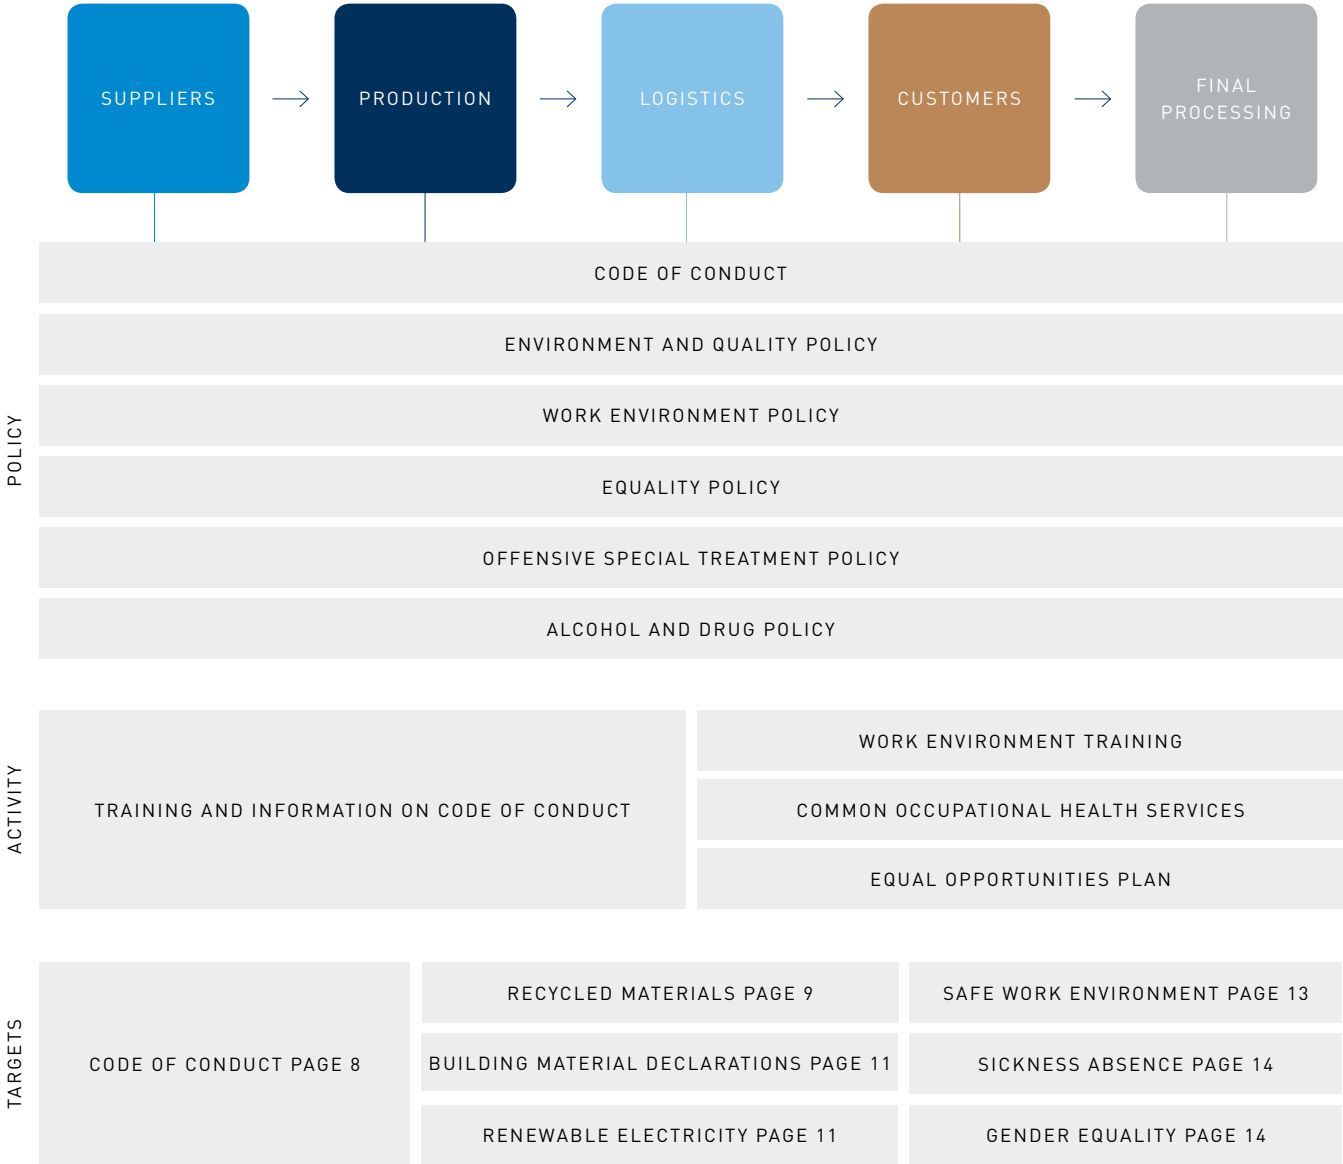 SUPPLIERS
PRODUCTION
LOGISTICS
CUSTOMERS
FINAL
PROCESSING
POLICY
CODE OF CONDUCT
ENVIRONMENT AND QUALITY POLICY
WORK ENVIRONMENT POLICY
EQUALITY POLICY
OFFENSIVE SPECIAL TREATMENT POLICY
ALCOHOL AND DRUG POLICY
ACTIVITY
TRAINING AND INFORMATION ON CODE OF CONDUCT
WORK ENVIRONMENT TRAINING
COMMON OCCUPATIONAL HEALTH SERVICES
EQUAL OPPORTUNITIES PLAN
TARGETS
CODE OF CONDUCT PAGE 8
RECYCLED MATERIALS PAGE 9
BUILDING MATERIAL DECLARATIONS PAGE 11
RENEWABLE ELECTRICITY PAGE 11
SAFE WORK ENVIRONMENT PAGE 13
SICKNESS ABSENCE PAGE 14
GENDER EQUALITY PAGE 14